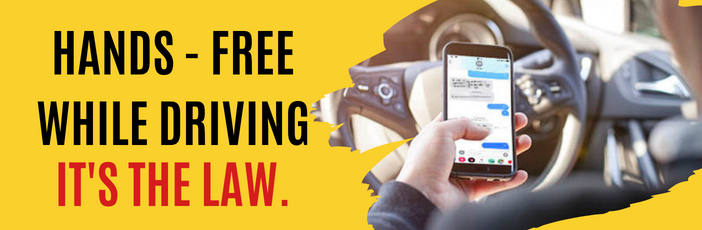 HANDS - FREE
WHILE DRIVING
IT'S THE LAW.